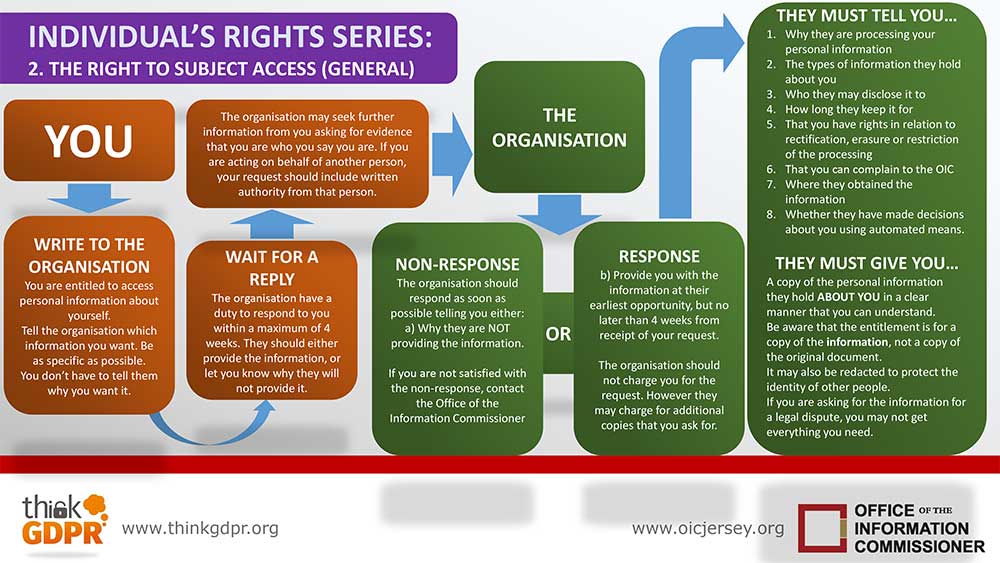 INDIVIDUAL'S RIGHTS SERIES:
2. THE RIGHT TO SUBJECT ACCESS (GENERAL)
YOU
WRITE TO THE
ORGANISATION
You are entitled to access
personal information about
yourself.
Tell the organisation which
information you want. Be
as specific as possible.
You don't have to tell them
why you want it.
WAIT FOR A
REPLY
The organisation have a
duty to respond to you
within a maximum of 4
weeks. They should either
provide the information, or
let you know why they will
not provide it.
The organisation may seek further
information from you asking for evidence
that you are who you say you are. If you
are acting on behalf of another person,
your request should include written
authority from that person.
THE
ORGANISATION
NON-RESPONSE
The organisation should
respond as soon as
possible telling you either:
a) Why they are NOT
providing the information.
If you are not satisfied with
the non-response, contact
the Office of the
Information Commissioner
OR
RESPONSE
b) Provide you with the
information at their
earliest opportunity, but no
later than 4 weeks from
receipt of your request.
The organisation should
not charge you for the
request. However they
may charge for additional
copies that you ask for.
THEY MUST TELL YOU...
1. Why they are processing your
personal information
2. The types of information they hold
about you
3. Who they may disclose it to
4. How long they keep it for
5. That you have rights in relation to
rectification, erasure or restriction
of the processing
6. That you can complain to the OIC
7. Where they obtained the
information
8. Whether they have made decisions
about you using automated means.
THEY MUST GIVE YOU...
A copy of the personal information
they hold ABOUT YOU in a clear
manner that you can understand.
Be aware that the entitlement is for a
copy of the information, not a copy of
the original document.
It may also be redacted to protect the
identity of other people.
If you are asking for the information for
a legal dispute, you may not get
everything you need.
think
GDPR
www.thinkgdpr.org
www.oicjersey.org
OFFICE OF THE
INFORMATION
COMMISSIONER